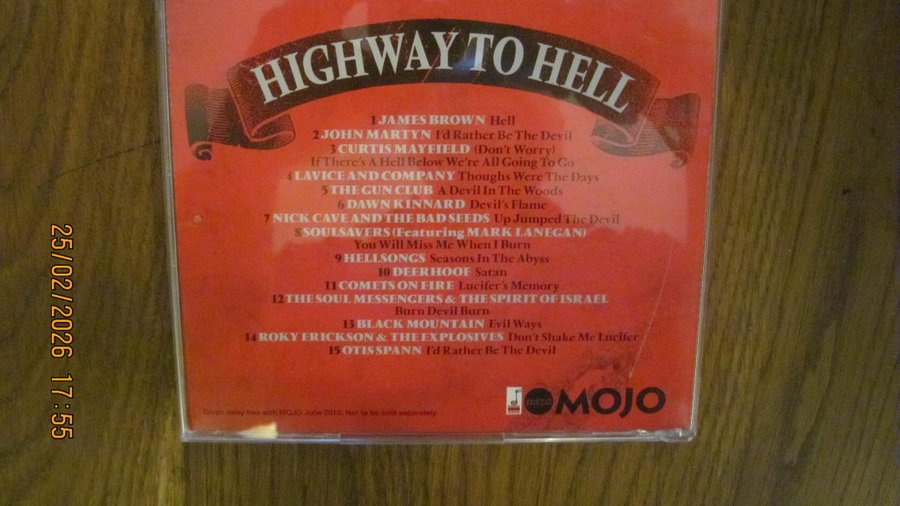 HIGHWAY TO HELL
1 JAMES BROWN Hell
2 JOHN MARTYN I'd Rather Be The Devil
3 CURTIS MAYFIELD (Don't Worry)
If There's A Hell Below We're All Going To Go
4 LAVICE AND COMPANY Thoughs Were The Days
5 THE GUN CLUB A Devil In The Woods
6 DAWN KINNARD Devil's Flame
7 NICK CAVE AND THE BAD SEEDS Up Jumped The Devil
8 SOULSAVERS (Featuring MARK LANEGAN)
You Will Miss Me When I Burn
9 HELLSONGS Seasons In The Abyss
10 DEERHOOF Satan
11 COMETS ON FIRE Lucifer's Memory
12 THE SOUL MESSENGERS & THE SPIRIT OF ISRAEL
Burn Devil Burn
13 BLACK MOUNTAIN Evil Ways
14 ROKY ERICKSON & THE EXPLOSIVES Don't Shake Me Lucifer
15 OTIS SPANN I'd Rather Be The Devil
Given away free with MOJO June 2010. Not to be sold separately
MOJO
25/02/2026 17:55